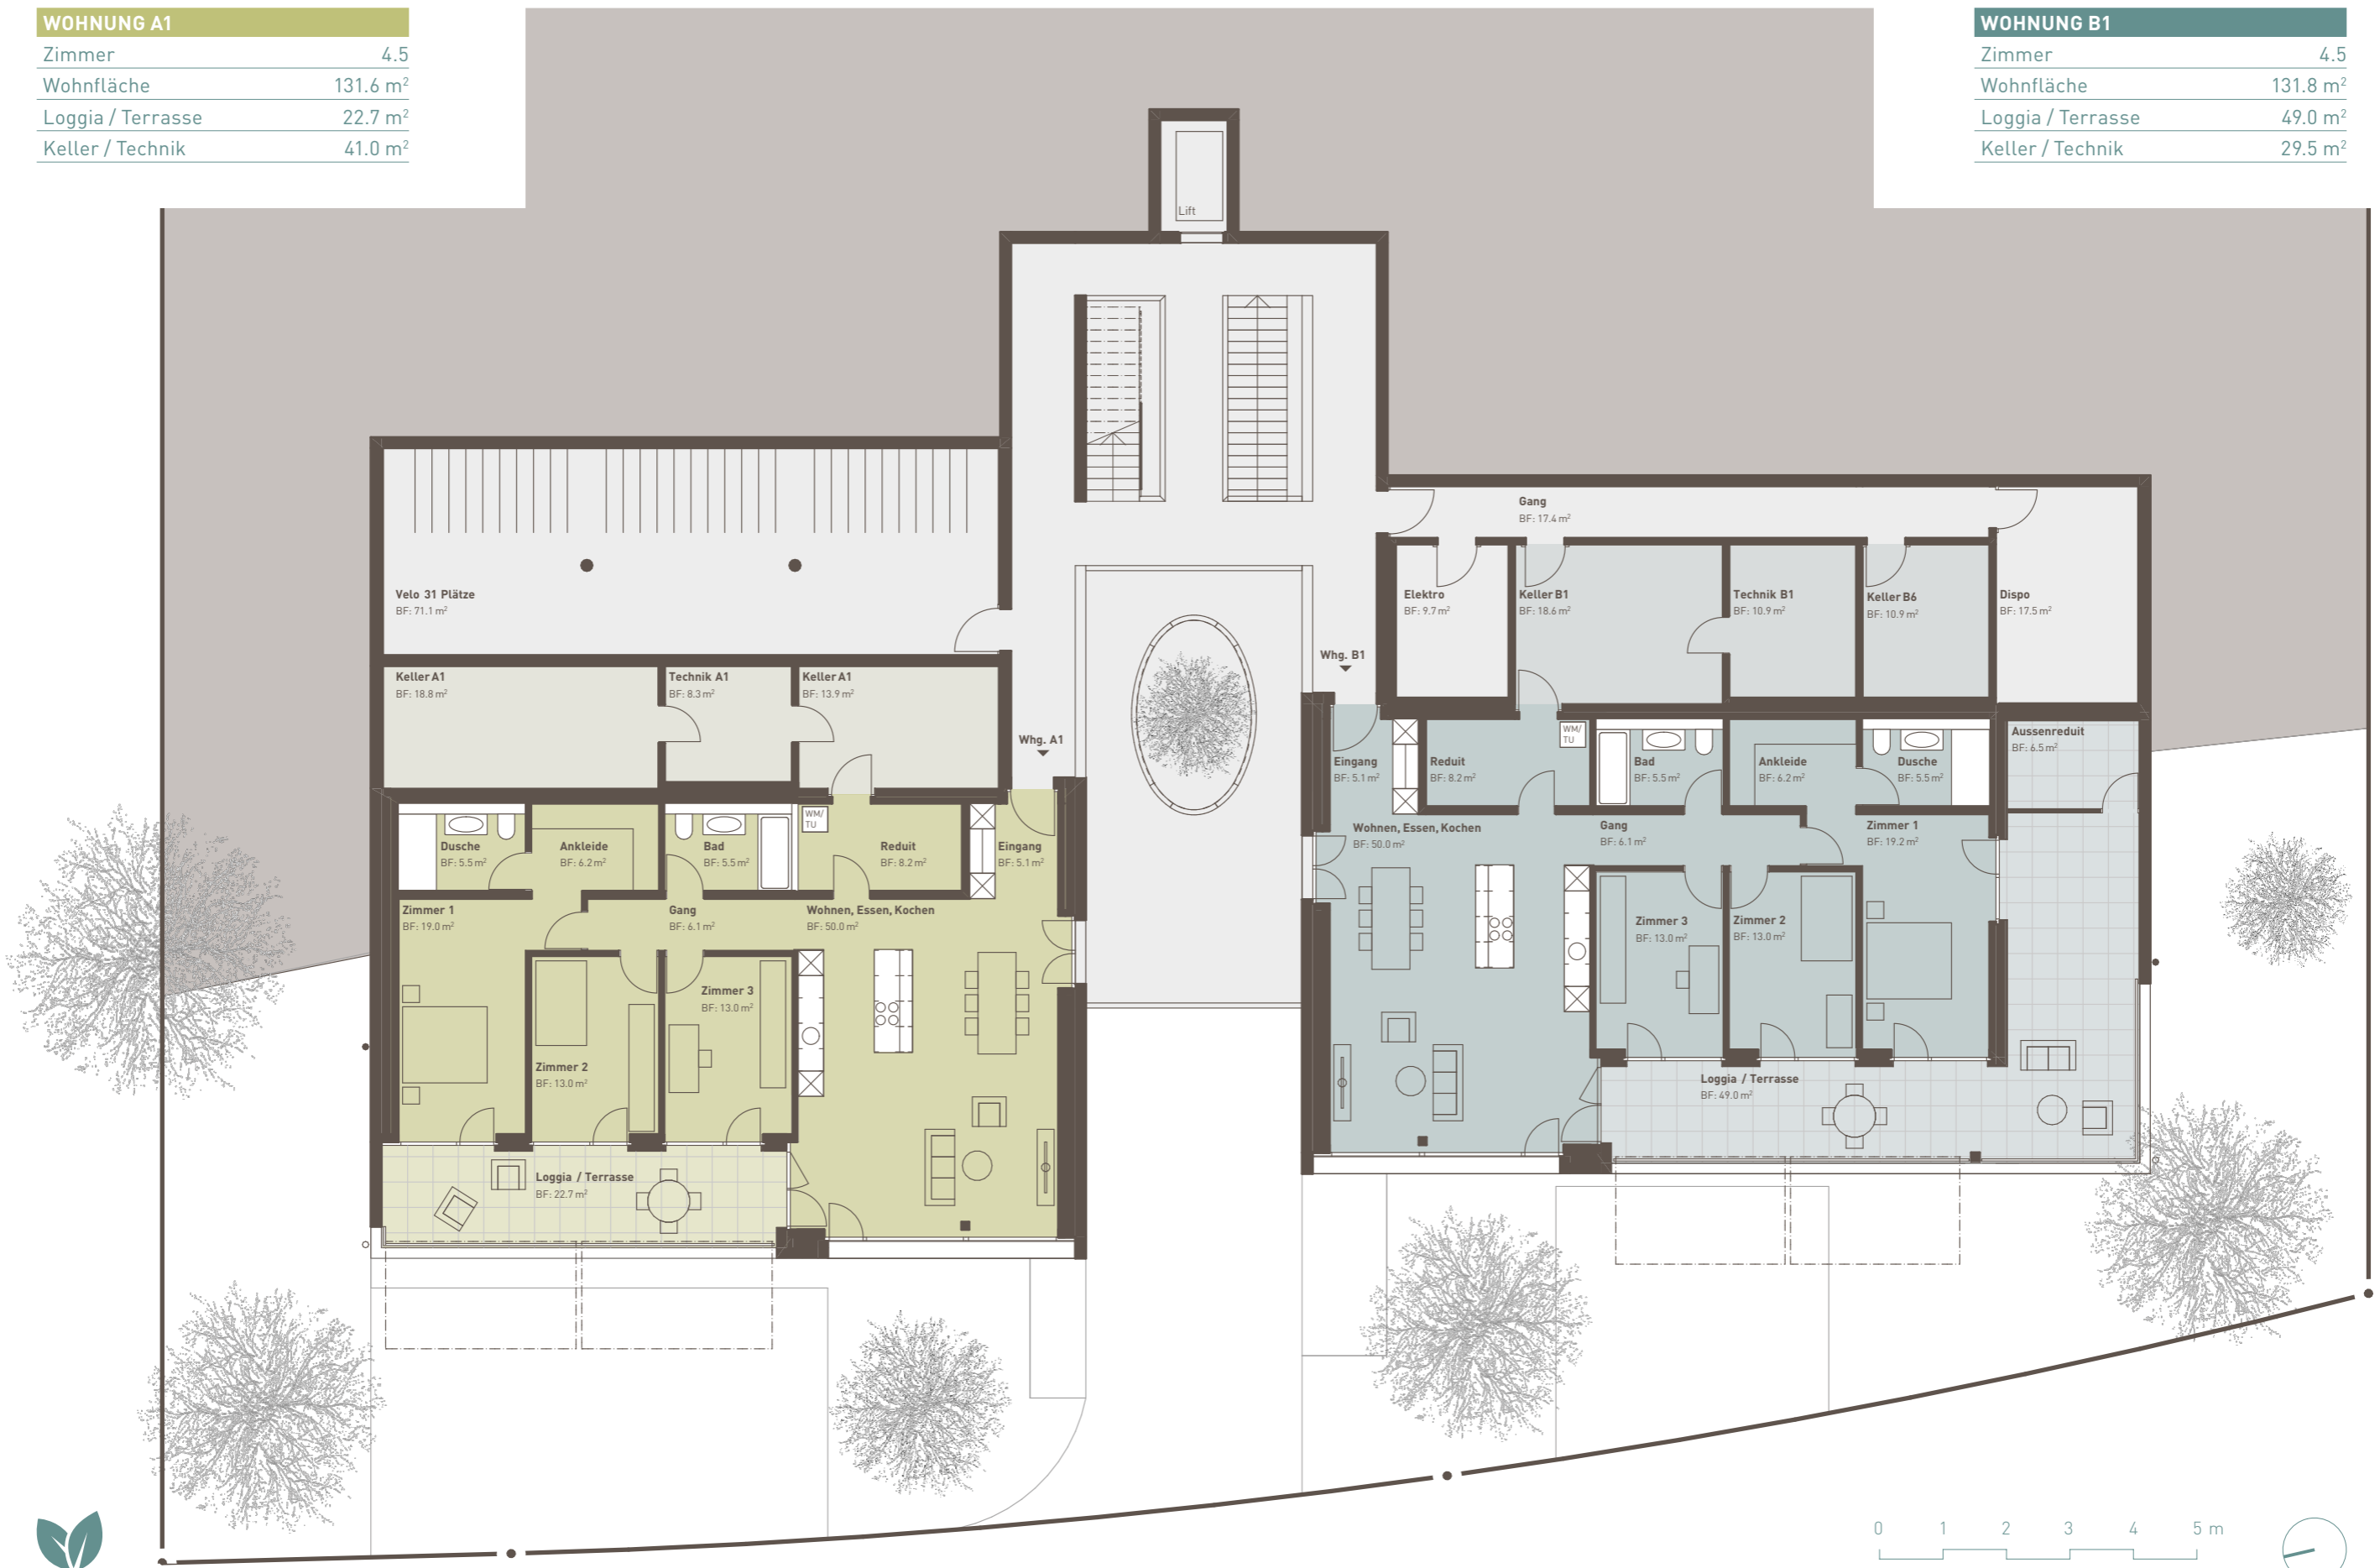 WOHNUNG A1
Zimmer 4.5
Wohnfläche 131.6 m²
Loggia / Terrasse 22.7 m²
Keller / Technik 41.0 m²
WOHNUNG B1
Zimmer 4.5
Wohnfläche 131.8 m²
Loggia / Terrasse 49.0 m²
Keller / Technik 29.5 m²
Lift
Gang
BF: 17.4 m²
Velo 31 Plätze
BF: 71.1 m²
Elektro
BF: 9.7 m²
Keller B1
BF: 18.6 m²
Technik B1
BF: 10.9 m²
Keller B6
BF: 10.9 m²
Dispo
BF: 17.5 m²
Keller A1
BF: 18.8 m²
Technik A1
BF: 8.3 m²
Keller A1
BF: 13.9 m²
Whg. A1
Whg. B1
Eingang
BF: 5.1 m²
Reduit
BF: 8.2 m²
WM/
TU
Bad
BF: 5.5 m²
Ankleide
BF: 6.2 m²
Dusche
BF: 5.5 m²
Aussenreduit
BF: 6.5 m²
Dusche
BF: 5.5 m²
Ankleide
BF: 6.2 m²
Bad
BF: 5.5 m²
WM/
TU
Reduit
BF: 8.2 m²
Eingang
BF: 5.1 m²
Wohnen, Essen, Kochen
BF: 50.0 m²
Gang
BF: 6.1 m²
Zimmer 1
BF: 19.2 m²
Zimmer 1
BF: 19.0 m²
Gang
BF: 6.1 m²
Wohnen, Essen, Kochen
BF: 50.0 m²
Zimmer 3
BF: 13.0 m²
Zimmer 2
BF: 13.0 m²
Zimmer 3
BF: 13.0 m²
Zimmer 2
BF: 13.0 m²
Loggia / Terrasse
BF: 49.0 m²
Loggia / Terrasse
BF: 22.7 m²
0 1 2 3 4 5 m